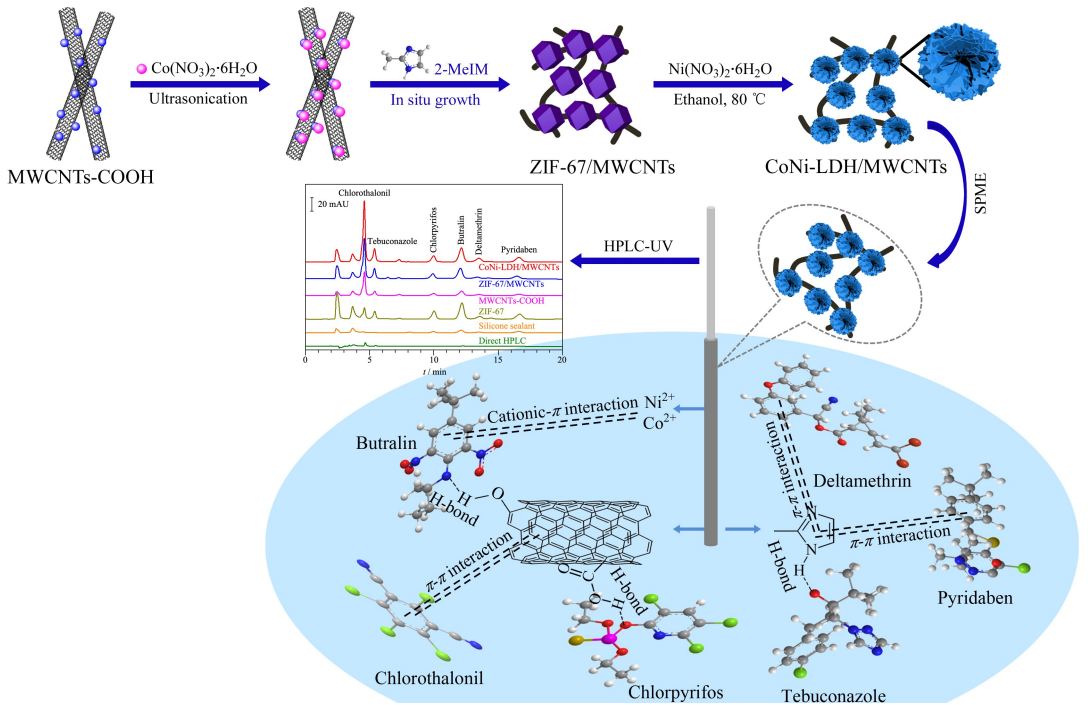 Co(NO3)2·6H2O
Ultrasonication
2-MeIM
In situ growth
Ni(NO3)2·6H2O
Ethanol, 80 ℃
MWCNTs-COOH
ZIF-67/MWCNTs
CoNi-LDH/MWCNTs
SPME
HPLC-UV
20 mAU
Chlorothalonil
Tebuconazole
Chlorpyrifos
Butralin
Deltamethrin
Pyridaben
CoNi-LDH/MWCNTs
ZIF-67/MWCNTs
MWCNTs-COOH
ZIF-67
Silicone sealant
Direct HPLC
0 5 10 15 20
t / min
Butralin
Cationic-π interaction
Ni2+
Co2+
H-bond
H
O
π-π interaction
Chlorothalonil
O
C
O
H
H-bond
Chlorpyrifos
π-π interaction
Deltamethrin
N
N
H
π-π interaction
H-bond
Pyridaben
Tebuconazole